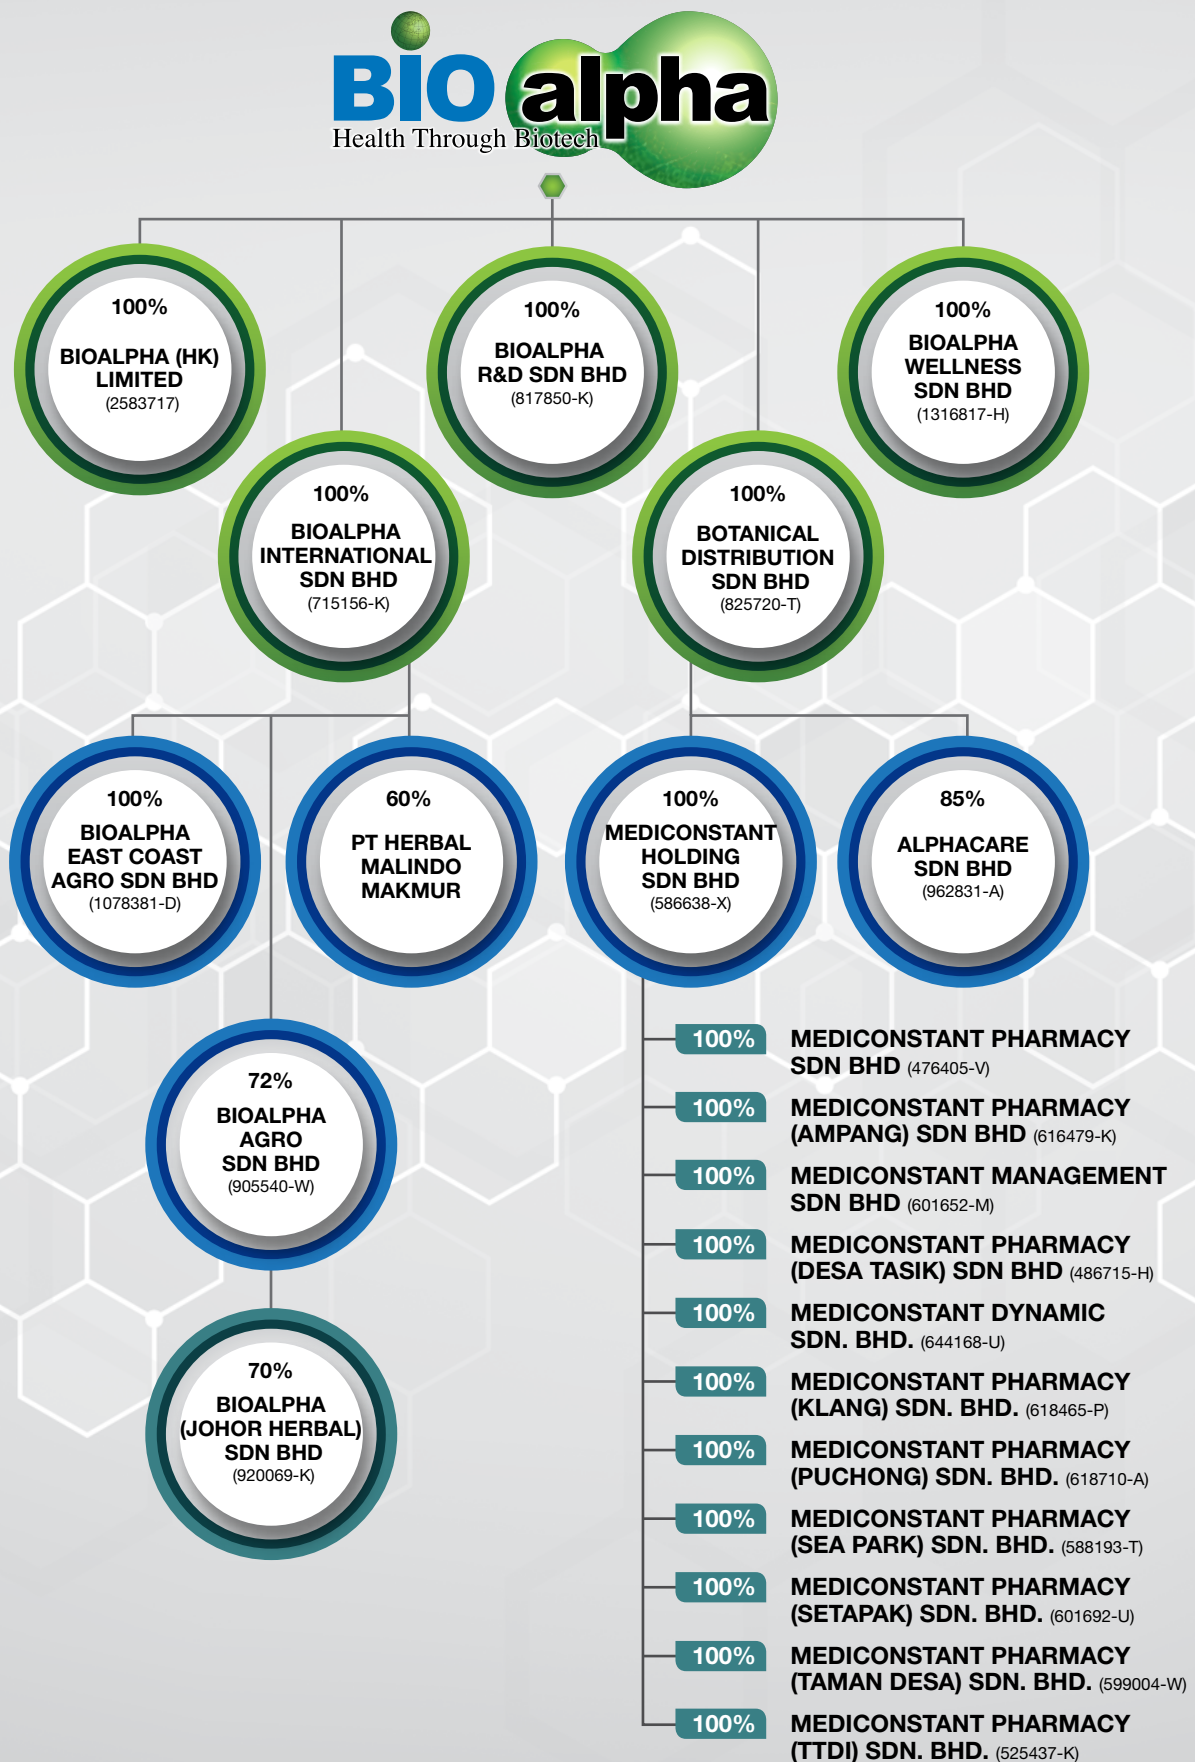 BIO alpha
Health Through Biotech
100%
BIOALPHA (HK)
LIMITED
(2583717)
100%
BIOALPHA
R&D SDN BHD
(817850-K)
100%
BIOALPHA
WELLNESS
SDN BHD
(1316817-H)
100%
BIOALPHA
INTERNATIONAL
SDN BHD
(715156-K)
100%
BOTANICAL
DISTRIBUTION
SDN BHD
(825720-T)
100%
BIOALPHA
EAST COAST
AGRO SDN BHD
(1078381-D)
60%
PT HERBAL
MALINDO
MAKMUR
100%
MEDICONSTANT
HOLDING
SDN BHD
(586638-X)
85%
ALPHACARE
SDN BHD
(962831-A)
72%
BIOALPHA
AGRO
SDN BHD
(905540-W)
70%
BIOALPHA
(JOHOR HERBAL)
SDN BHD
(920069-K)
100% MEDICONSTANT PHARMACY
SDN BHD (476405-V)
100% MEDICONSTANT PHARMACY
(AMPANG) SDN BHD (616479-K)
100% MEDICONSTANT MANAGEMENT
SDN BHD (601652-M)
100% MEDICONSTANT PHARMACY
(DESA TASIK) SDN BHD (486715-H)
100% MEDICONSTANT DYNAMIC
SDN. BHD. (644168-U)
100% MEDICONSTANT PHARMACY
(KLANG) SDN. BHD. (618465-P)
100% MEDICONSTANT PHARMACY
(PUCHONG) SDN. BHD. (618710-A)
100% MEDICONSTANT PHARMACY
(SEA PARK) SDN. BHD. (588193-T)
100% MEDICONSTANT PHARMACY
(SETAPAK) SDN. BHD. (601692-U)
100% MEDICONSTANT PHARMACY
(TAMAN DESA) SDN. BHD. (599004-W)
100% MEDICONSTANT PHARMACY
(TTDI) SDN. BHD. (525437-K)